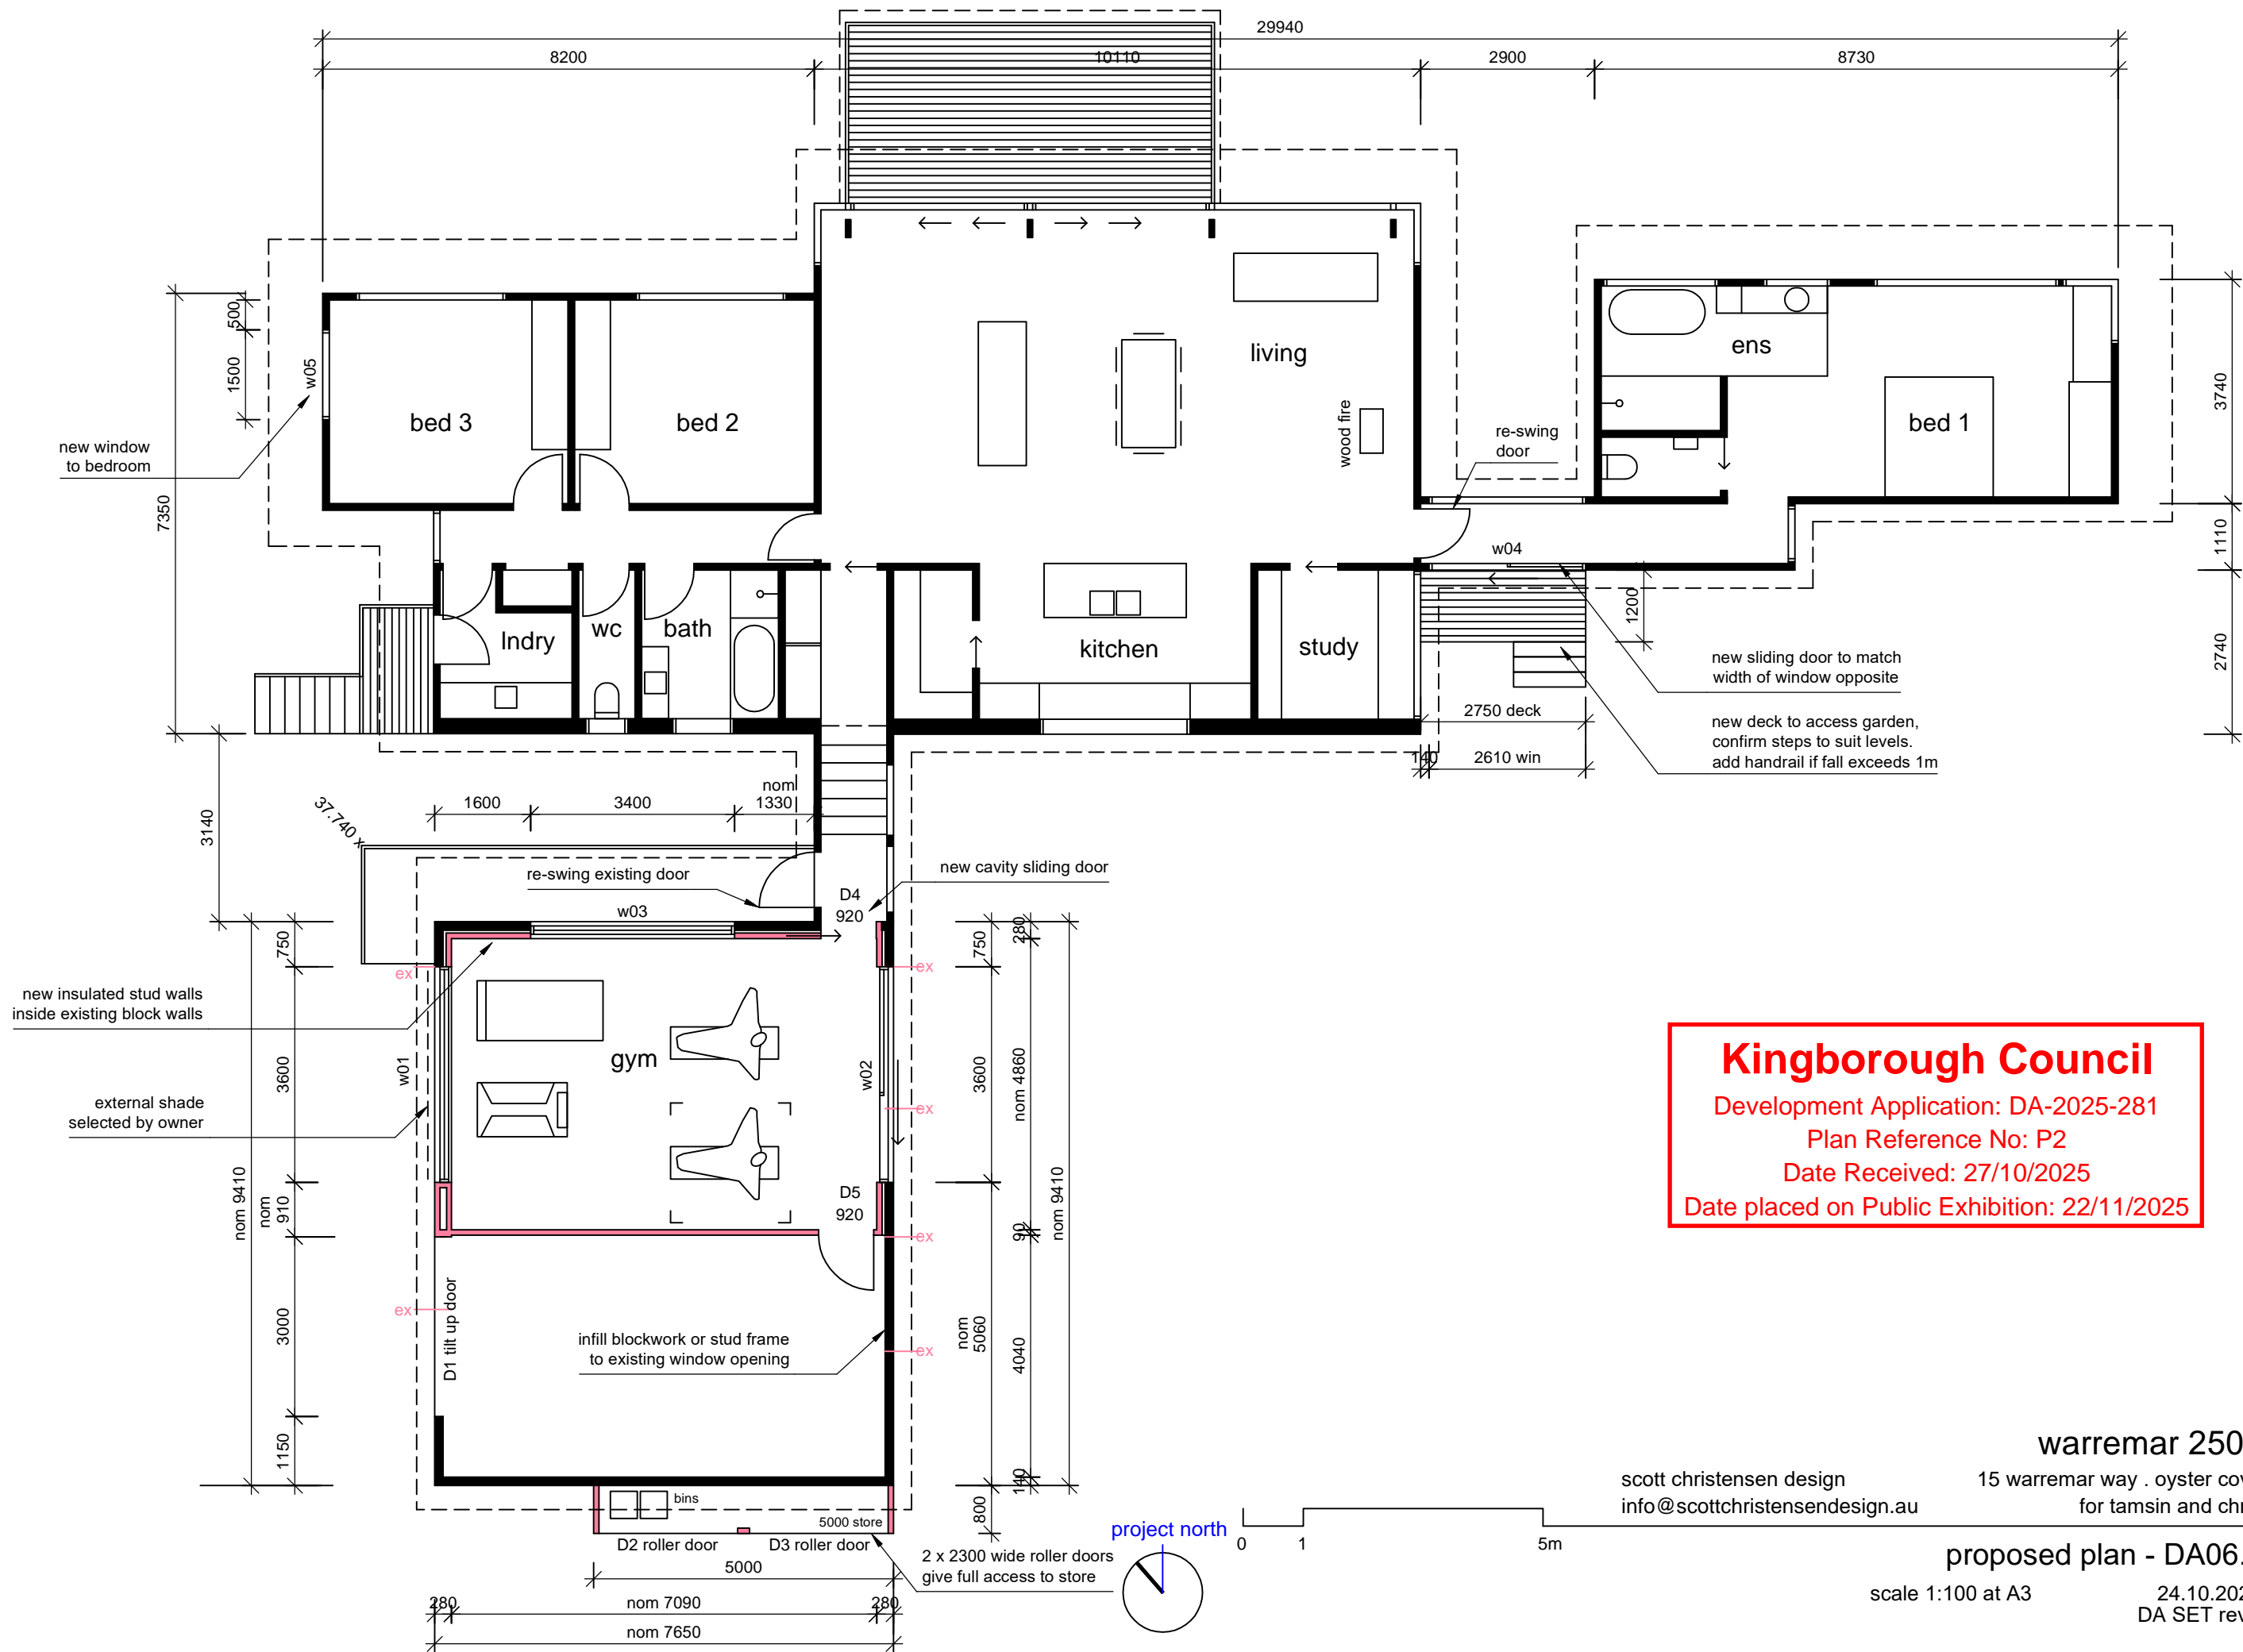 29940
8200
10110
2900
8730
500
1500
w05
7350
new window
to bedroom
bed 3
bed 2
living
wood fire
re-swing
door
ens
bed 1
3740
1110
2740
w04
1200
lndry
wc
bath
kitchen
study
new sliding door to match
width of window opposite
2750 deck
140
2610 win
new deck to access garden,
confirm steps to suit levels.
add handrail if fall exceeds 1m
3140
1600
3400
nom
1330
37.740 x
re-swing existing door
new cavity sliding door
D4
920
w03
750
ex
ex
750
280
new insulated stud walls
inside existing block walls
gym
w01
w02
3600
3600
nom 4860
external shade
selected by owner
ex
nom 9410
nom
910
D5
920
ex
90
nom 9410
3000
D1 tilt up door
ex
infill blockwork or stud frame
to existing window opening
ex
nom
5060
4040
1150
140
800
bins
5000 store
D2 roller door
D3 roller door
5000
2 x 2300 wide roller doors
give full access to store
280
nom 7090
280
nom 7650
project north
0
1
5m
Kingborough Council
Development Application: DA-2025-281
Plan Reference No: P2
Date Received: 27/10/2025
Date placed on Public Exhibition: 22/11/2025
warremar 250
scott christensen design
15 warremar way . oyster cov
info@scottchristensendesign.au
for tamsin and chr
proposed plan - DA06.
scale 1:100 at A3
24.10.202
DA SET rev